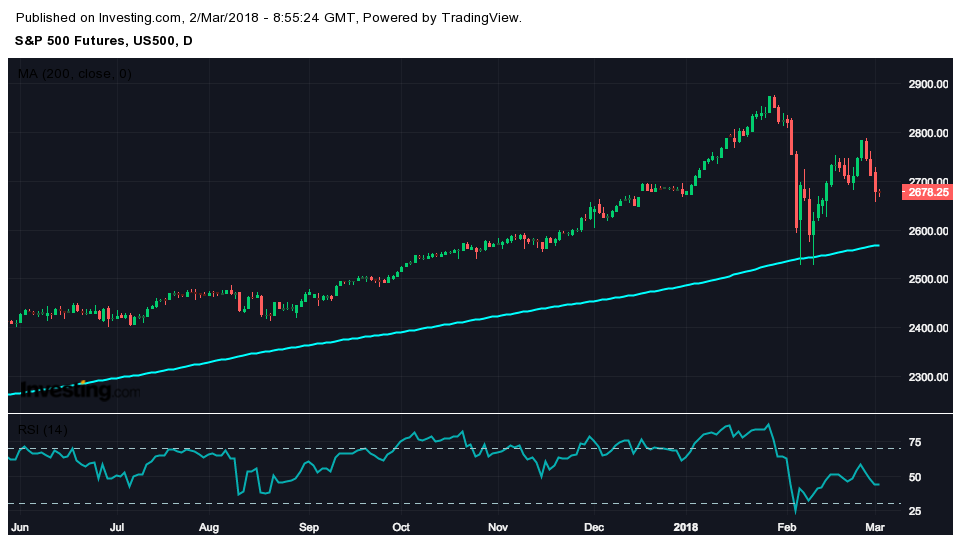 Published on Investing.com, 2/Mar/2018 - 8:55:24 GMT, Powered by TradingView.
S&P 500 Futures, US500, D
MA (200, close, 0)
2900.00
2800.00
2700.00
2678.25
2600.00
2500.00
2400.00
2300.00
Investing.com
RSI (14)
75
50
25
Jun Jul Aug Sep Oct Nov Dec 2018 Feb Mar